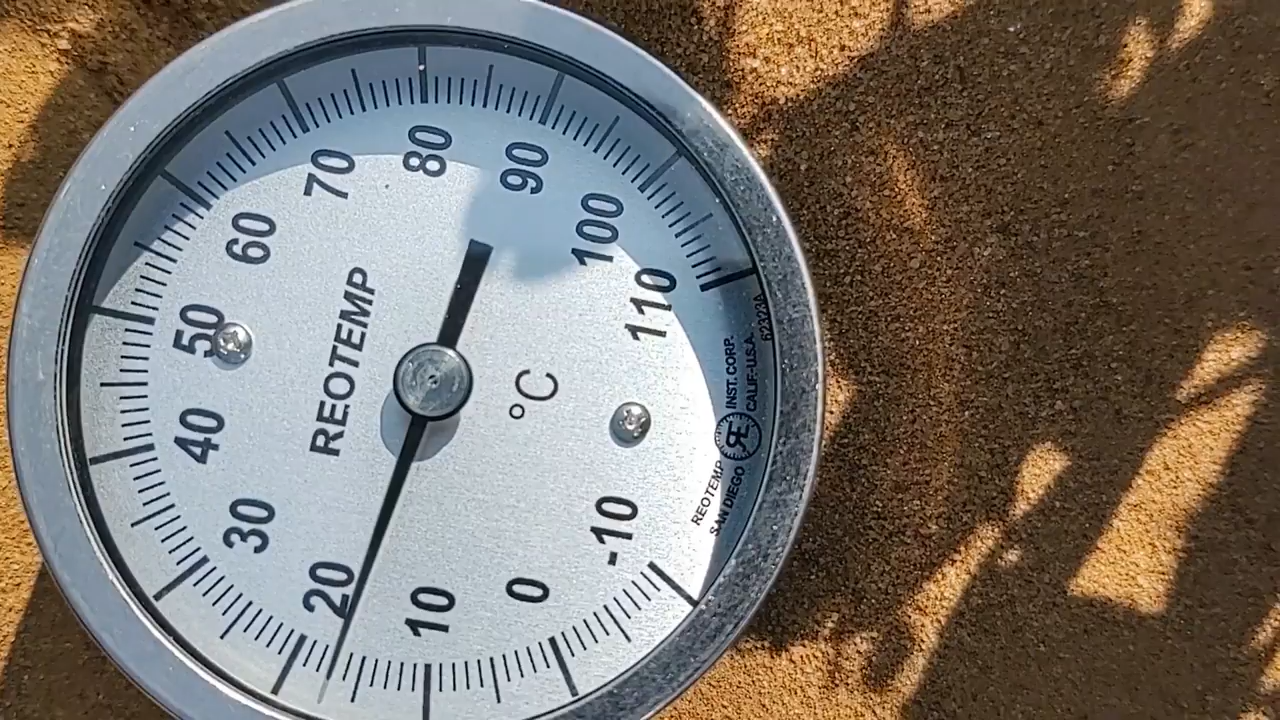 -10
0
10
20
30
40
50
60
70
80
90
100
110
REOTEMP
°C
REOTEMP INST. CORP.
SAN DIEGO CALIF.-U.S.A.
RE
62323A